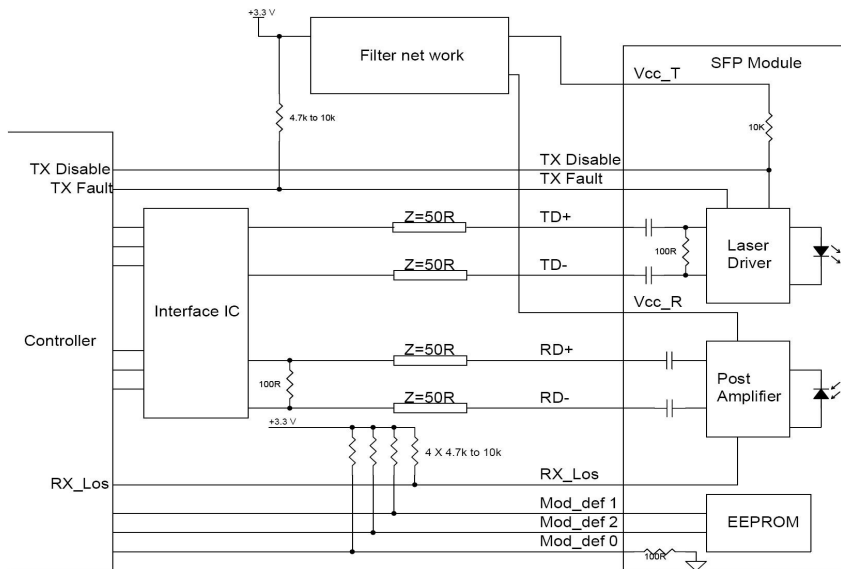 +3.3 V
Filter net work
SFP Module
Vcc_T
4.7k to 10k
10K
TX Disable
TX Disable
TX Fault
TX Fault
Z=50R
TD+
100R
Laser
Driver
Z=50R
TD-
Interface IC
Vcc_R
Controller
Z=50R
RD+
100R
Post
Amplifier
Z=50R
RD-
+3.3 V
4 X 4.7k to 10k
RX_Los
RX_Los
Mod_def 1
Mod_def 2
EEPROM
Mod_def 0
100R